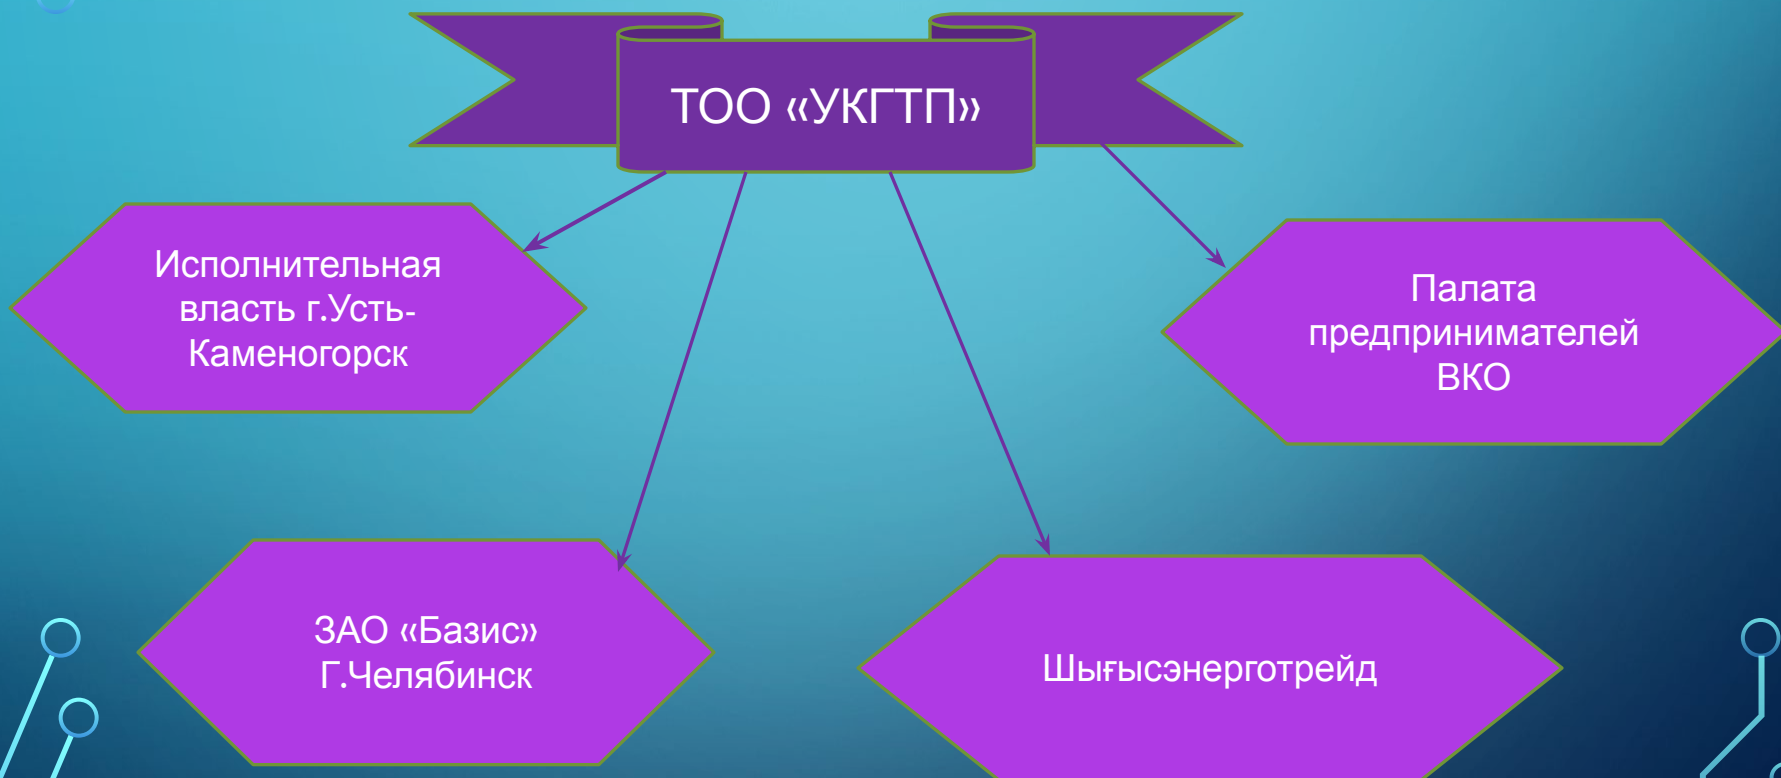 ТОО «УКГТП»
Исполнительная
власть г.Усть-
Каменогорск
Палата
предпринимателей
ВКО
ЗАО «Базис»
Г.Челябинск
Шығысэнерготрейд